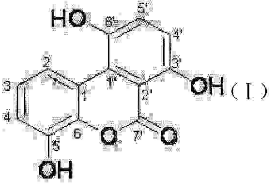 HO 6' 5' 4' 3' OH (I)
2 3 4 1 1' 2'
5 6 O 7' O
OH